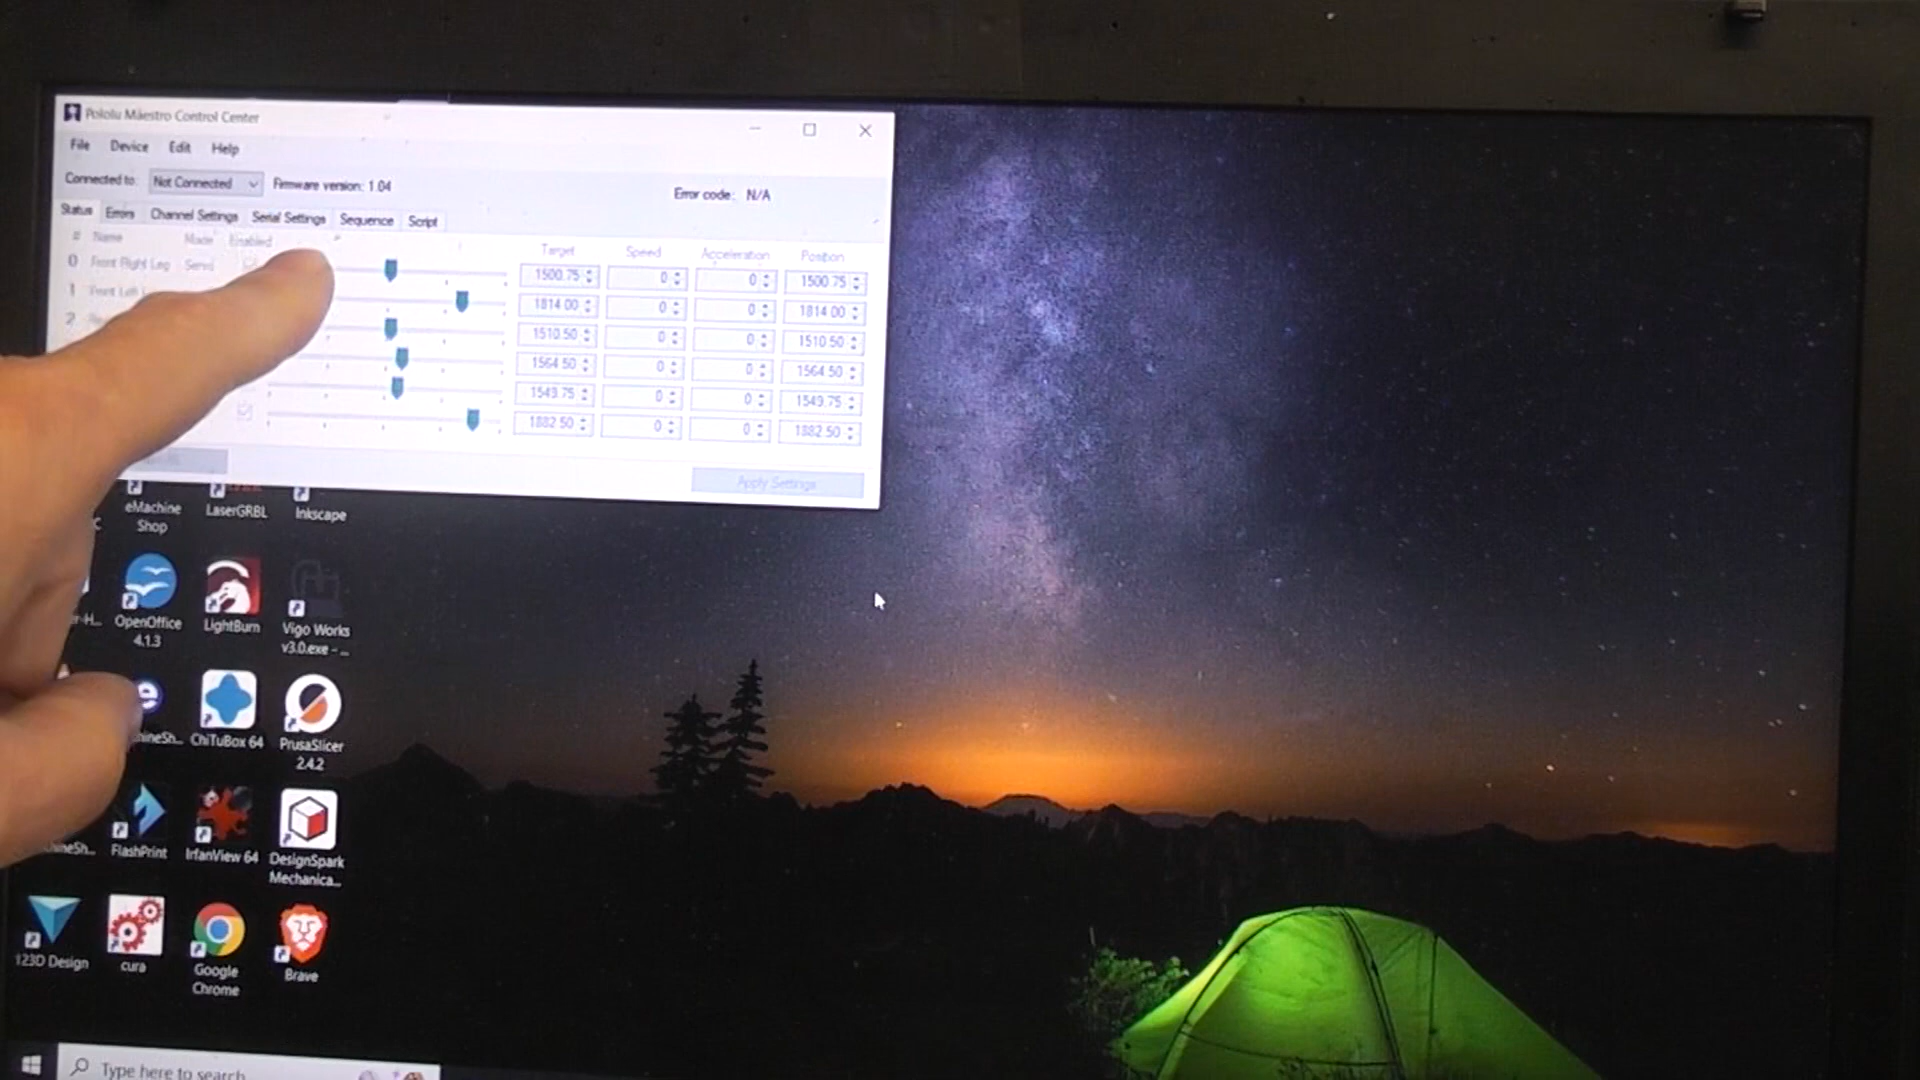 Pololu Maestro Control Center
File Device Edit Help
Connected to: Not Connected Firmware version: 1.04 Error code: N/A
Status Errors Channel Settings Serial Settings Sequence Script
# Name Mode Enabled Target Speed Acceleration Position
0 Front Right Leg Servo 1500.75 0 0 1500.75
1 Front Left 1814.00 0 0 1814.00
2 1510.50 0 0 1510.50
1564.50 0 0 1564.50
1549.75 0 0 1549.75
1882.50 0 0 1882.50
Apply Settings
eMachine Shop
LaserGRBL
Inkscape
OpenOffice 4.1.3
LightBurn
Vigo Works v3.0.exe - ...
hineSh...
ChiTuBox 64
PrusaSlicer 2.4.2
hineSh...
FlashPrint
IrfanView 64
DesignSpark Mechanica...
123D Design
cura
Google Chrome
Brave
Type here to search